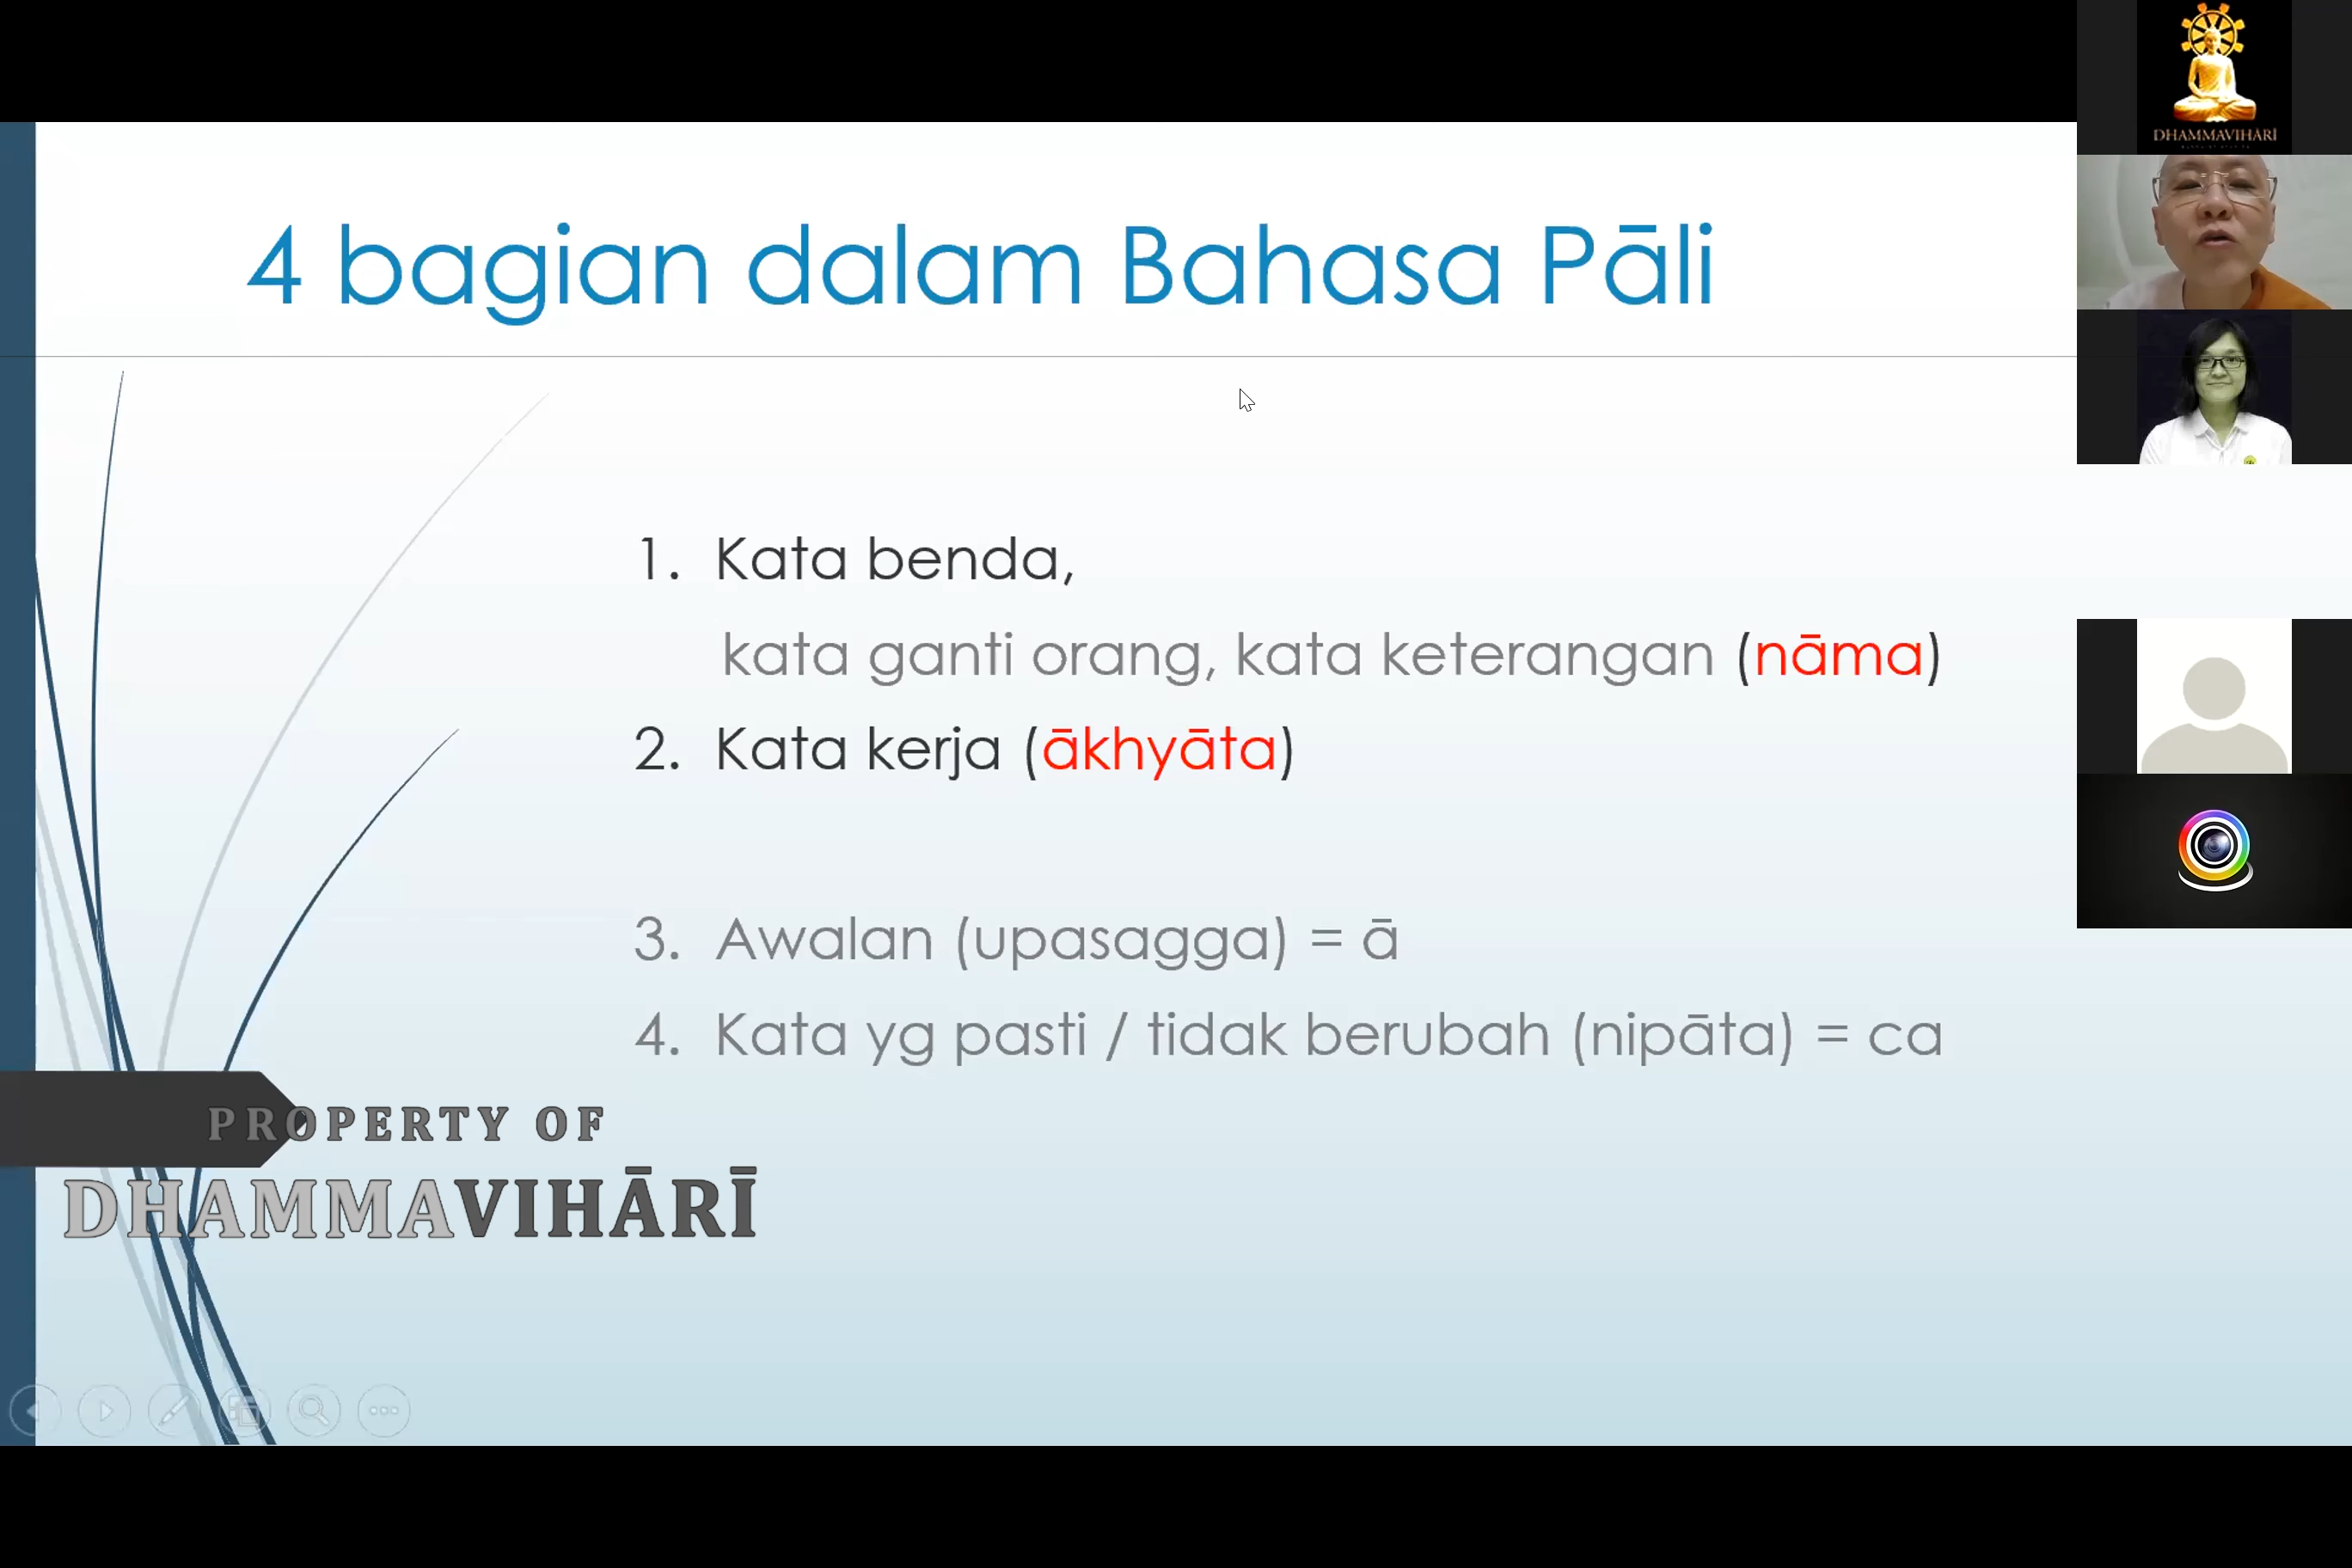 4 bagian dalam Bahasa Pāli
1. Kata benda,
kata ganti orang, kata keterangan (nāma)
2. Kata kerja (ākhyāta)
3. Awalan (upasagga) = ā
4. Kata yg pasti / tidak berubah (nipāta) = ca
PROPERTY OF
DHAMMAVIHĀRĪ
DHAMMAVIHĀRĪ